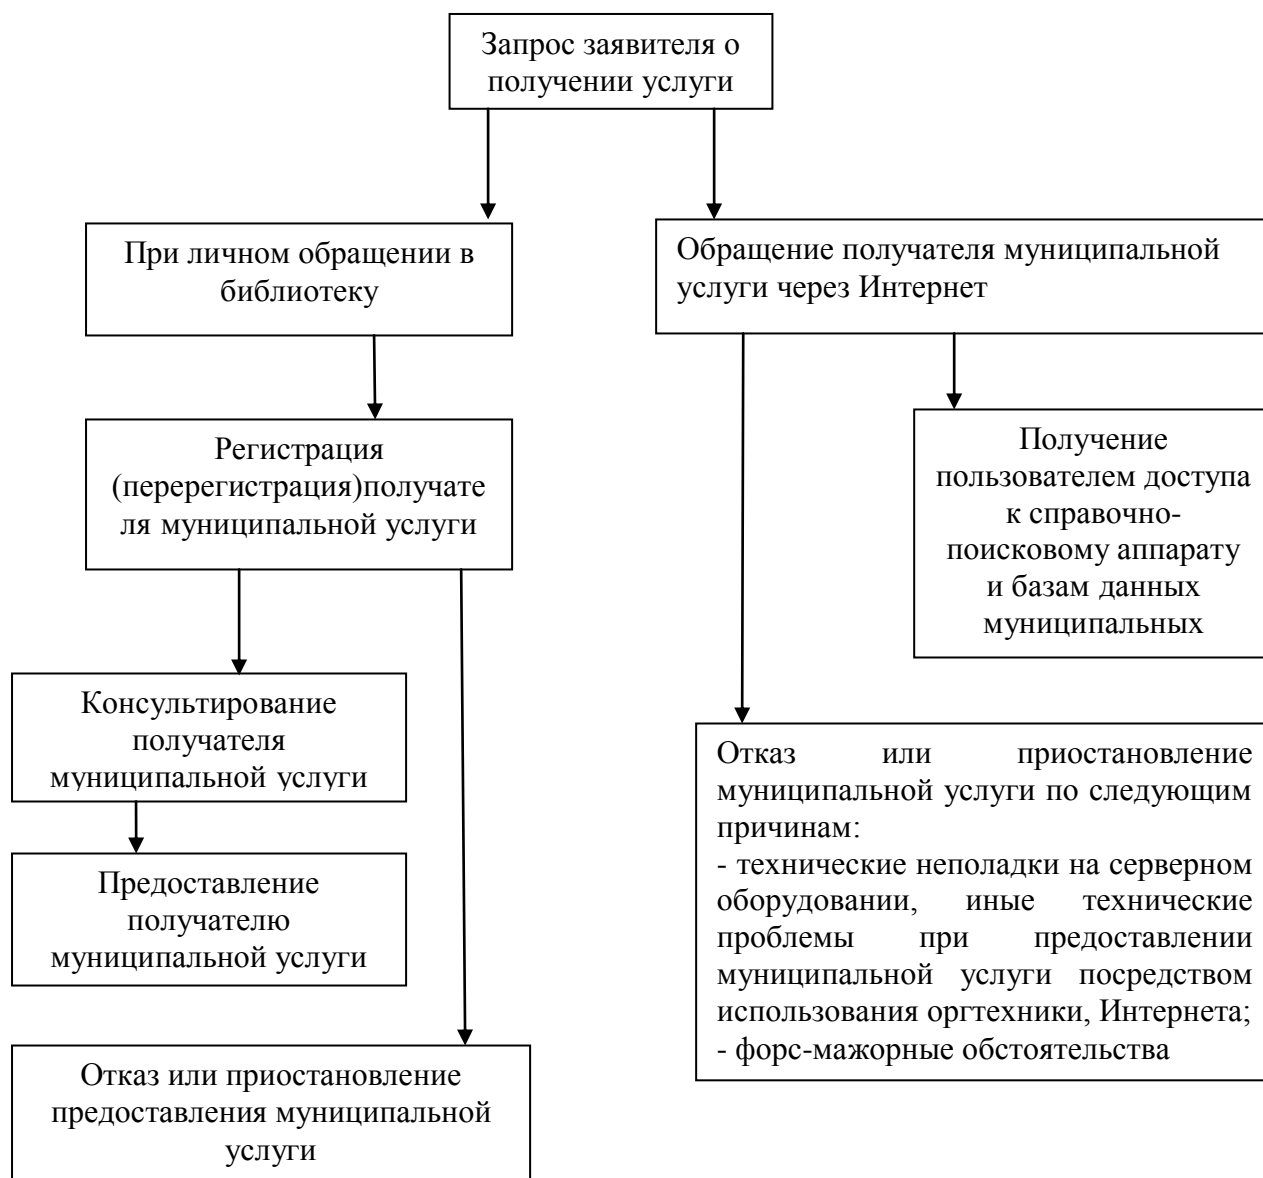 Запрос заявителя о
получении услуги
При личном обращении в
библиотеку
Обращение получателя муниципальной
услуги через Интернет
Регистрация
(перерегистрация)получате
ля муниципальной услуги
Получение
пользователем доступа
к справочно-
поисковому аппарату
и базам данных
муниципальных
Консультирование
получателя
муниципальной услуги
Предоставление
получателю
муниципальной услуги
Отказ или приостановление
муниципальной услуги по следующим
причинам:
- технические неполадки на серверном
оборудовании, иные технические
проблемы при предоставлении
муниципальной услуги посредством
использования оргтехники, Интернета;
- форс-мажорные обстоятельства
Отказ или приостановление
предоставления муниципальной
услуги